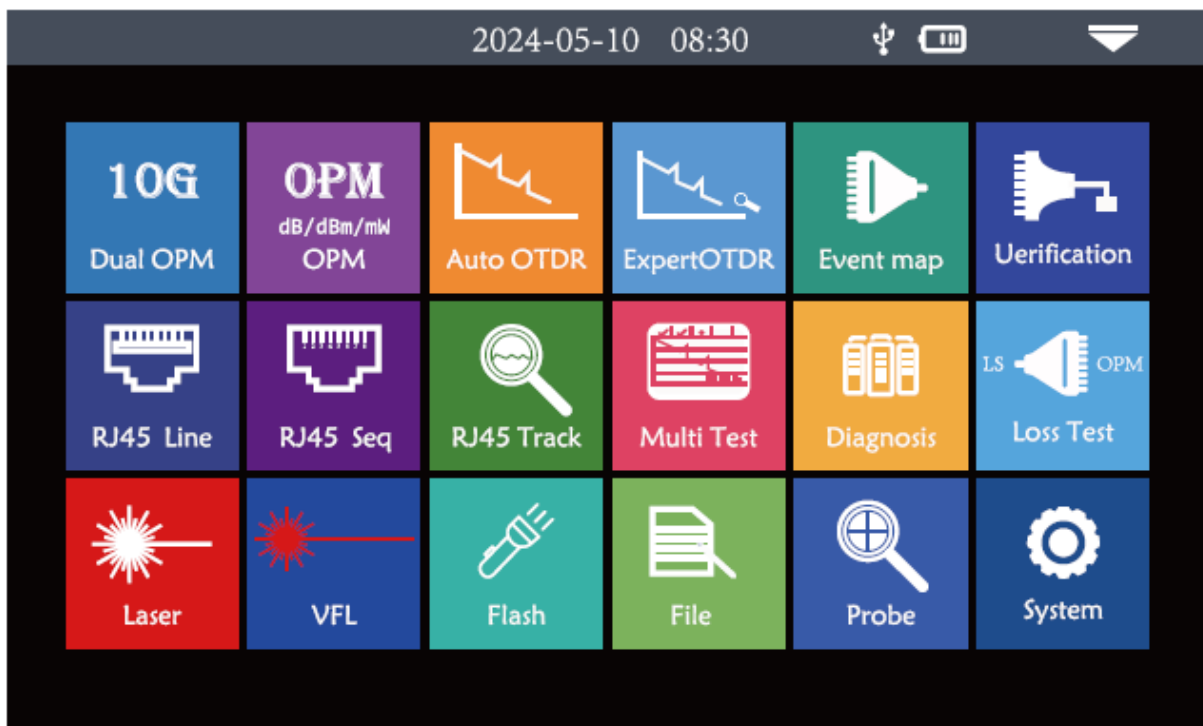 2024-05-10 08:30
10G
Dual OPM
OPM
dB/dBm/mW
OPM
Auto OTDR
ExpertOTDR
Event map
Uerification
RJ45 Line
RJ45 Seq
RJ45 Track
Multi Test
Diagnosis
LS OPM
Loss Test
Laser
VFL
Flash
File
Probe
System